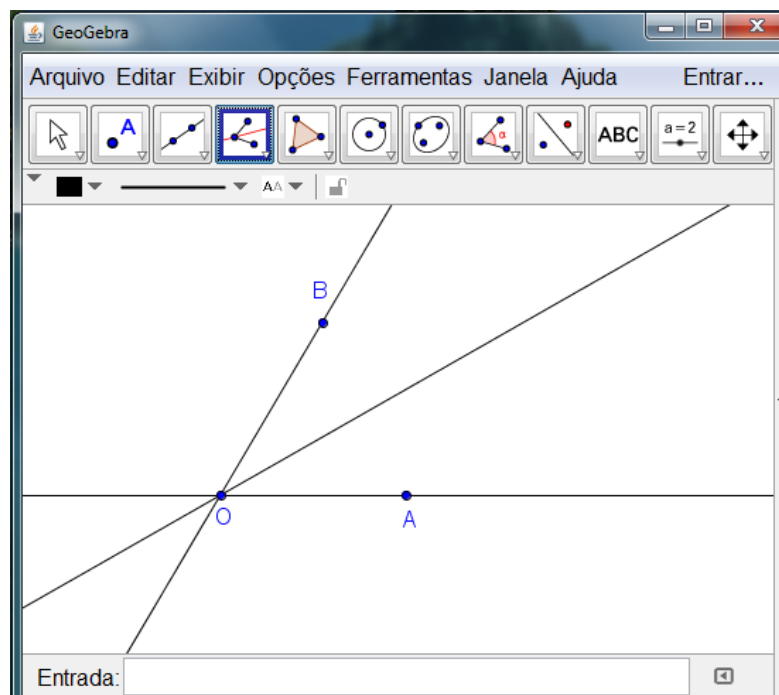 GeoGebra
Arquivo Editar Exibir Opções Ferramentas Janela Ajuda Entrar...
A α ABC a=2
AA
B
O A
Entrada: